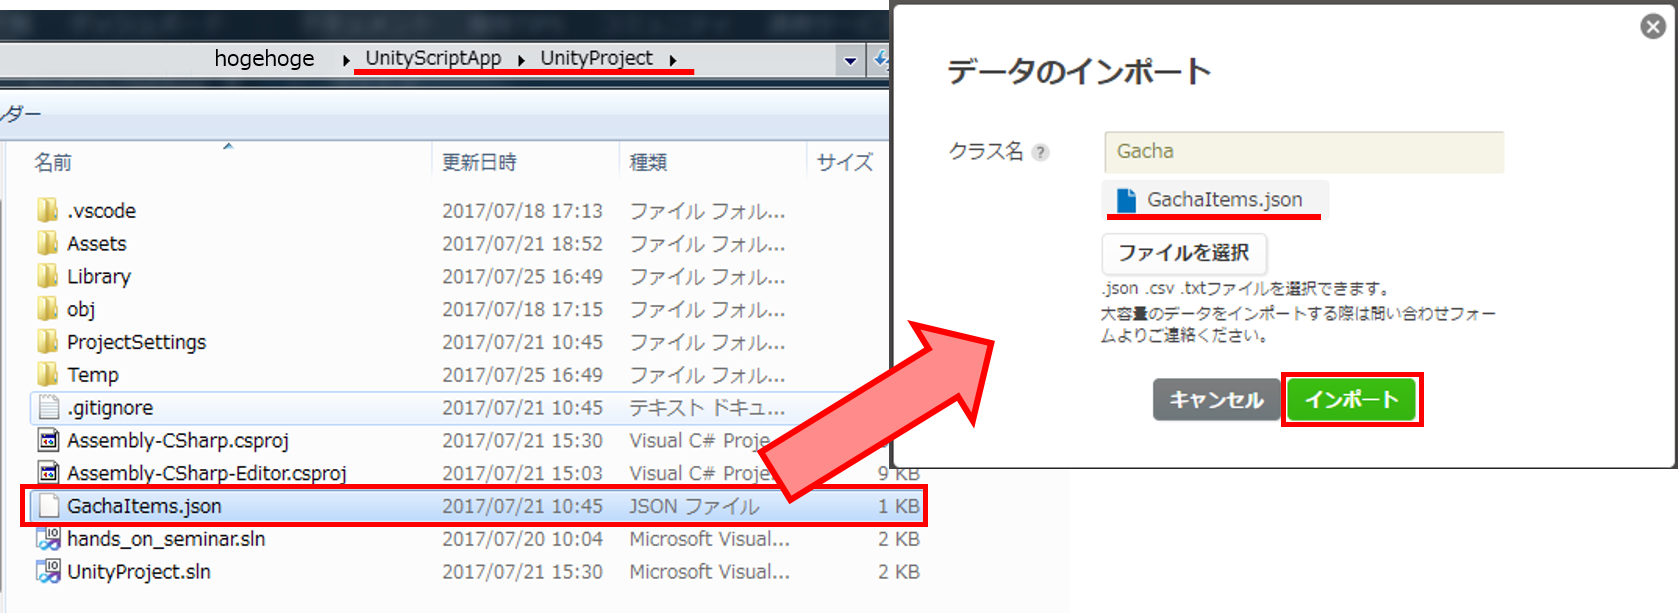 hogehoge ▶ UnityScriptApp ▶ UnityProject ▶
ルダー
名前 更新日時 種類 サイズ
.vscode 2017/07/18 17:13 ファイル フォル...
Assets 2017/07/21 18:52 ファイル フォル...
Library 2017/07/25 16:49 ファイル フォル...
obj 2017/07/18 17:15 ファイル フォル...
ProjectSettings 2017/07/21 10:45 ファイル フォル...
Temp 2017/07/25 16:49 ファイル フォル...
.gitignore 2017/07/21 10:45 テキスト ドキュ...
Assembly-CSharp.csproj 2017/07/21 15:30 Visual C# Proje
Assembly-CSharp-Editor.csproj 2017/07/21 15:03 Visual C# Proje 9 KB
GachaItems.json 2017/07/21 10:45 JSON ファイル 1 KB
hands_on_seminar.sln 2017/07/20 10:04 Microsoft Visual... 2 KB
UnityProject.sln 2017/07/21 15:30 Microsoft Visual... 2 KB
データのインポート
クラス名 ? Gacha
GachaItems.json
ファイルを選択
.json .csv .txtファイルを選択できます。
大容量のデータをインポートする際は問い合わせフォー
ムよりご連絡ください。
キャンセル インポート